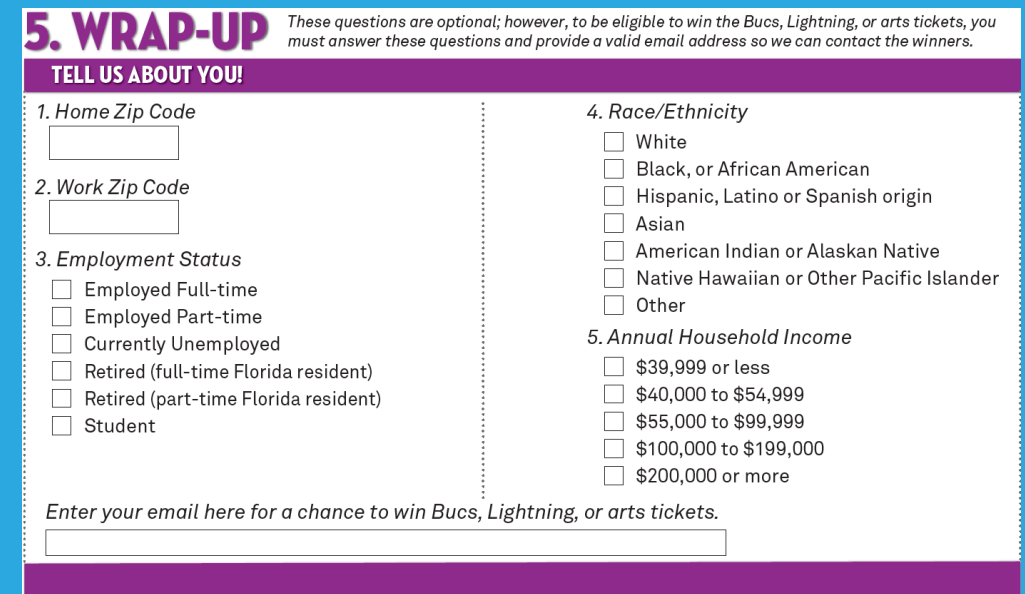 5. WRAP-UP
These questions are optional; however, to be eligible to win the Bucs, Lightning, or arts tickets, you
must answer these questions and provide a valid email address so we can contact the winners.
TELL US ABOUT YOU!
1. Home Zip Code
2. Work Zip Code
3. Employment Status
Employed Full-time
Employed Part-time
Currently Unemployed
Retired (full-time Florida resident)
Retired (part-time Florida resident)
Student
4. Race/Ethnicity
White
Black, or African American
Hispanic, Latino or Spanish origin
Asian
American Indian or Alaskan Native
Native Hawaiian or Other Pacific Islander
Other
5. Annual Household Income
$39,999 or less
$40,000 to $54,999
$55,000 to $99,999
$100,000 to $199,000
$200,000 or more
Enter your email here for a chance to win Bucs, Lightning, or arts tickets.